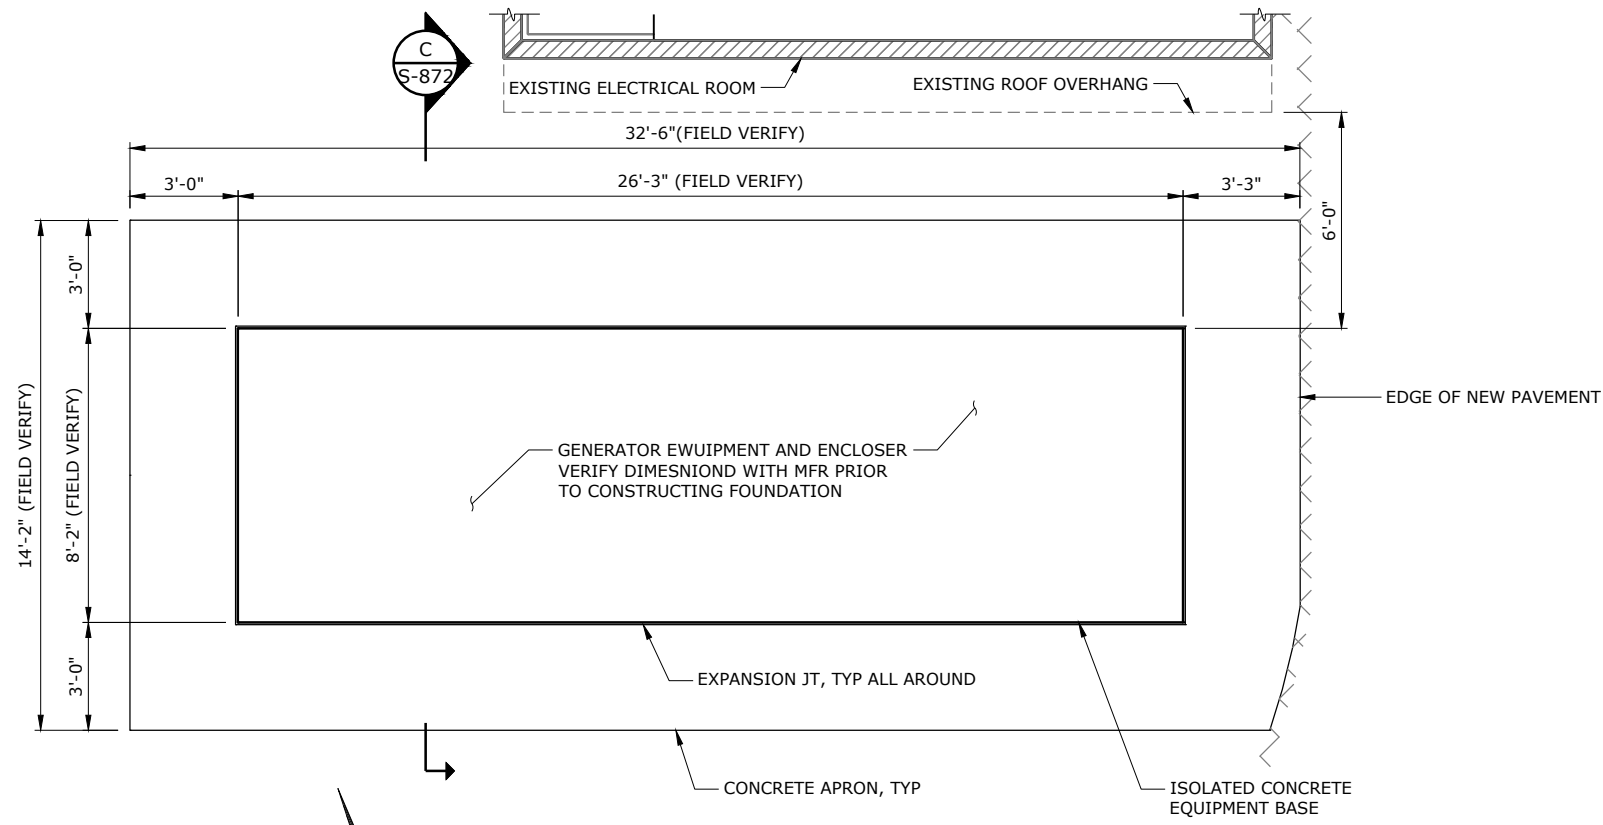 C
S-872
EXISTING ELECTRICAL ROOM
EXISTING ROOF OVERHANG
32'-6"(FIELD VERIFY)
3'-0"
26'-3" (FIELD VERIFY)
3'-3"
6'-0"
3'-0"
14'-2" (FIELD VERIFY)
8'-2" (FIELD VERIFY)
3'-0"
EDGE OF NEW PAVEMENT
GENERATOR EWUIPMENT AND ENCLOSER
VERIFY DIMESNIOND WITH MFR PRIOR
TO CONSTRUCTING FOUNDATION
EXPANSION JT, TYP ALL AROUND
CONCRETE APRON, TYP
ISOLATED CONCRETE
EQUIPMENT BASE